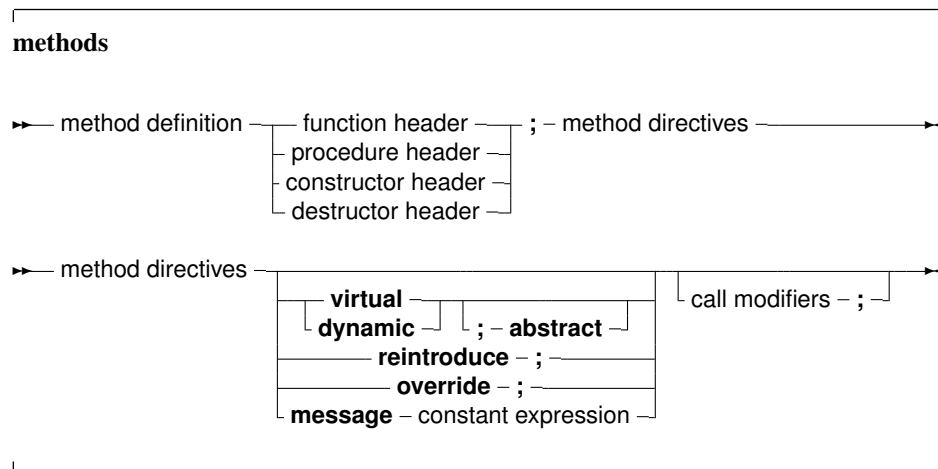 methods
method definition function header ; method directives
procedure header
constructor header
destructor header
method directives
virtual call modifiers ;
dynamic ; abstract
reintroduce ;
override ;
message constant expression